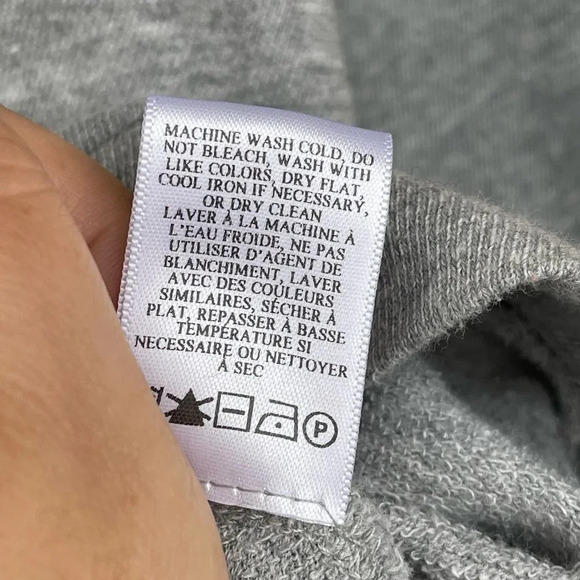 MACHINE WASH COLD, DO
NOT BLEACH, WASH WITH
LIKE COLORS, DRY FLAT,
COOL IRON IF NECESSARY,
OR DRY CLEAN
LAVER À LA MACHINE À
L'EAU FROIDE, NE PAS
UTILISER D'AGENT DE
BLANCHIMENT, LAVER
AVEC DES COULEURS
SIMILAIRES, SÉCHER À
PLAT, REPASSER À BASSE
TEMPÉRATURE SI
NECESSAIRE OU NETTOYER
À SEC
P